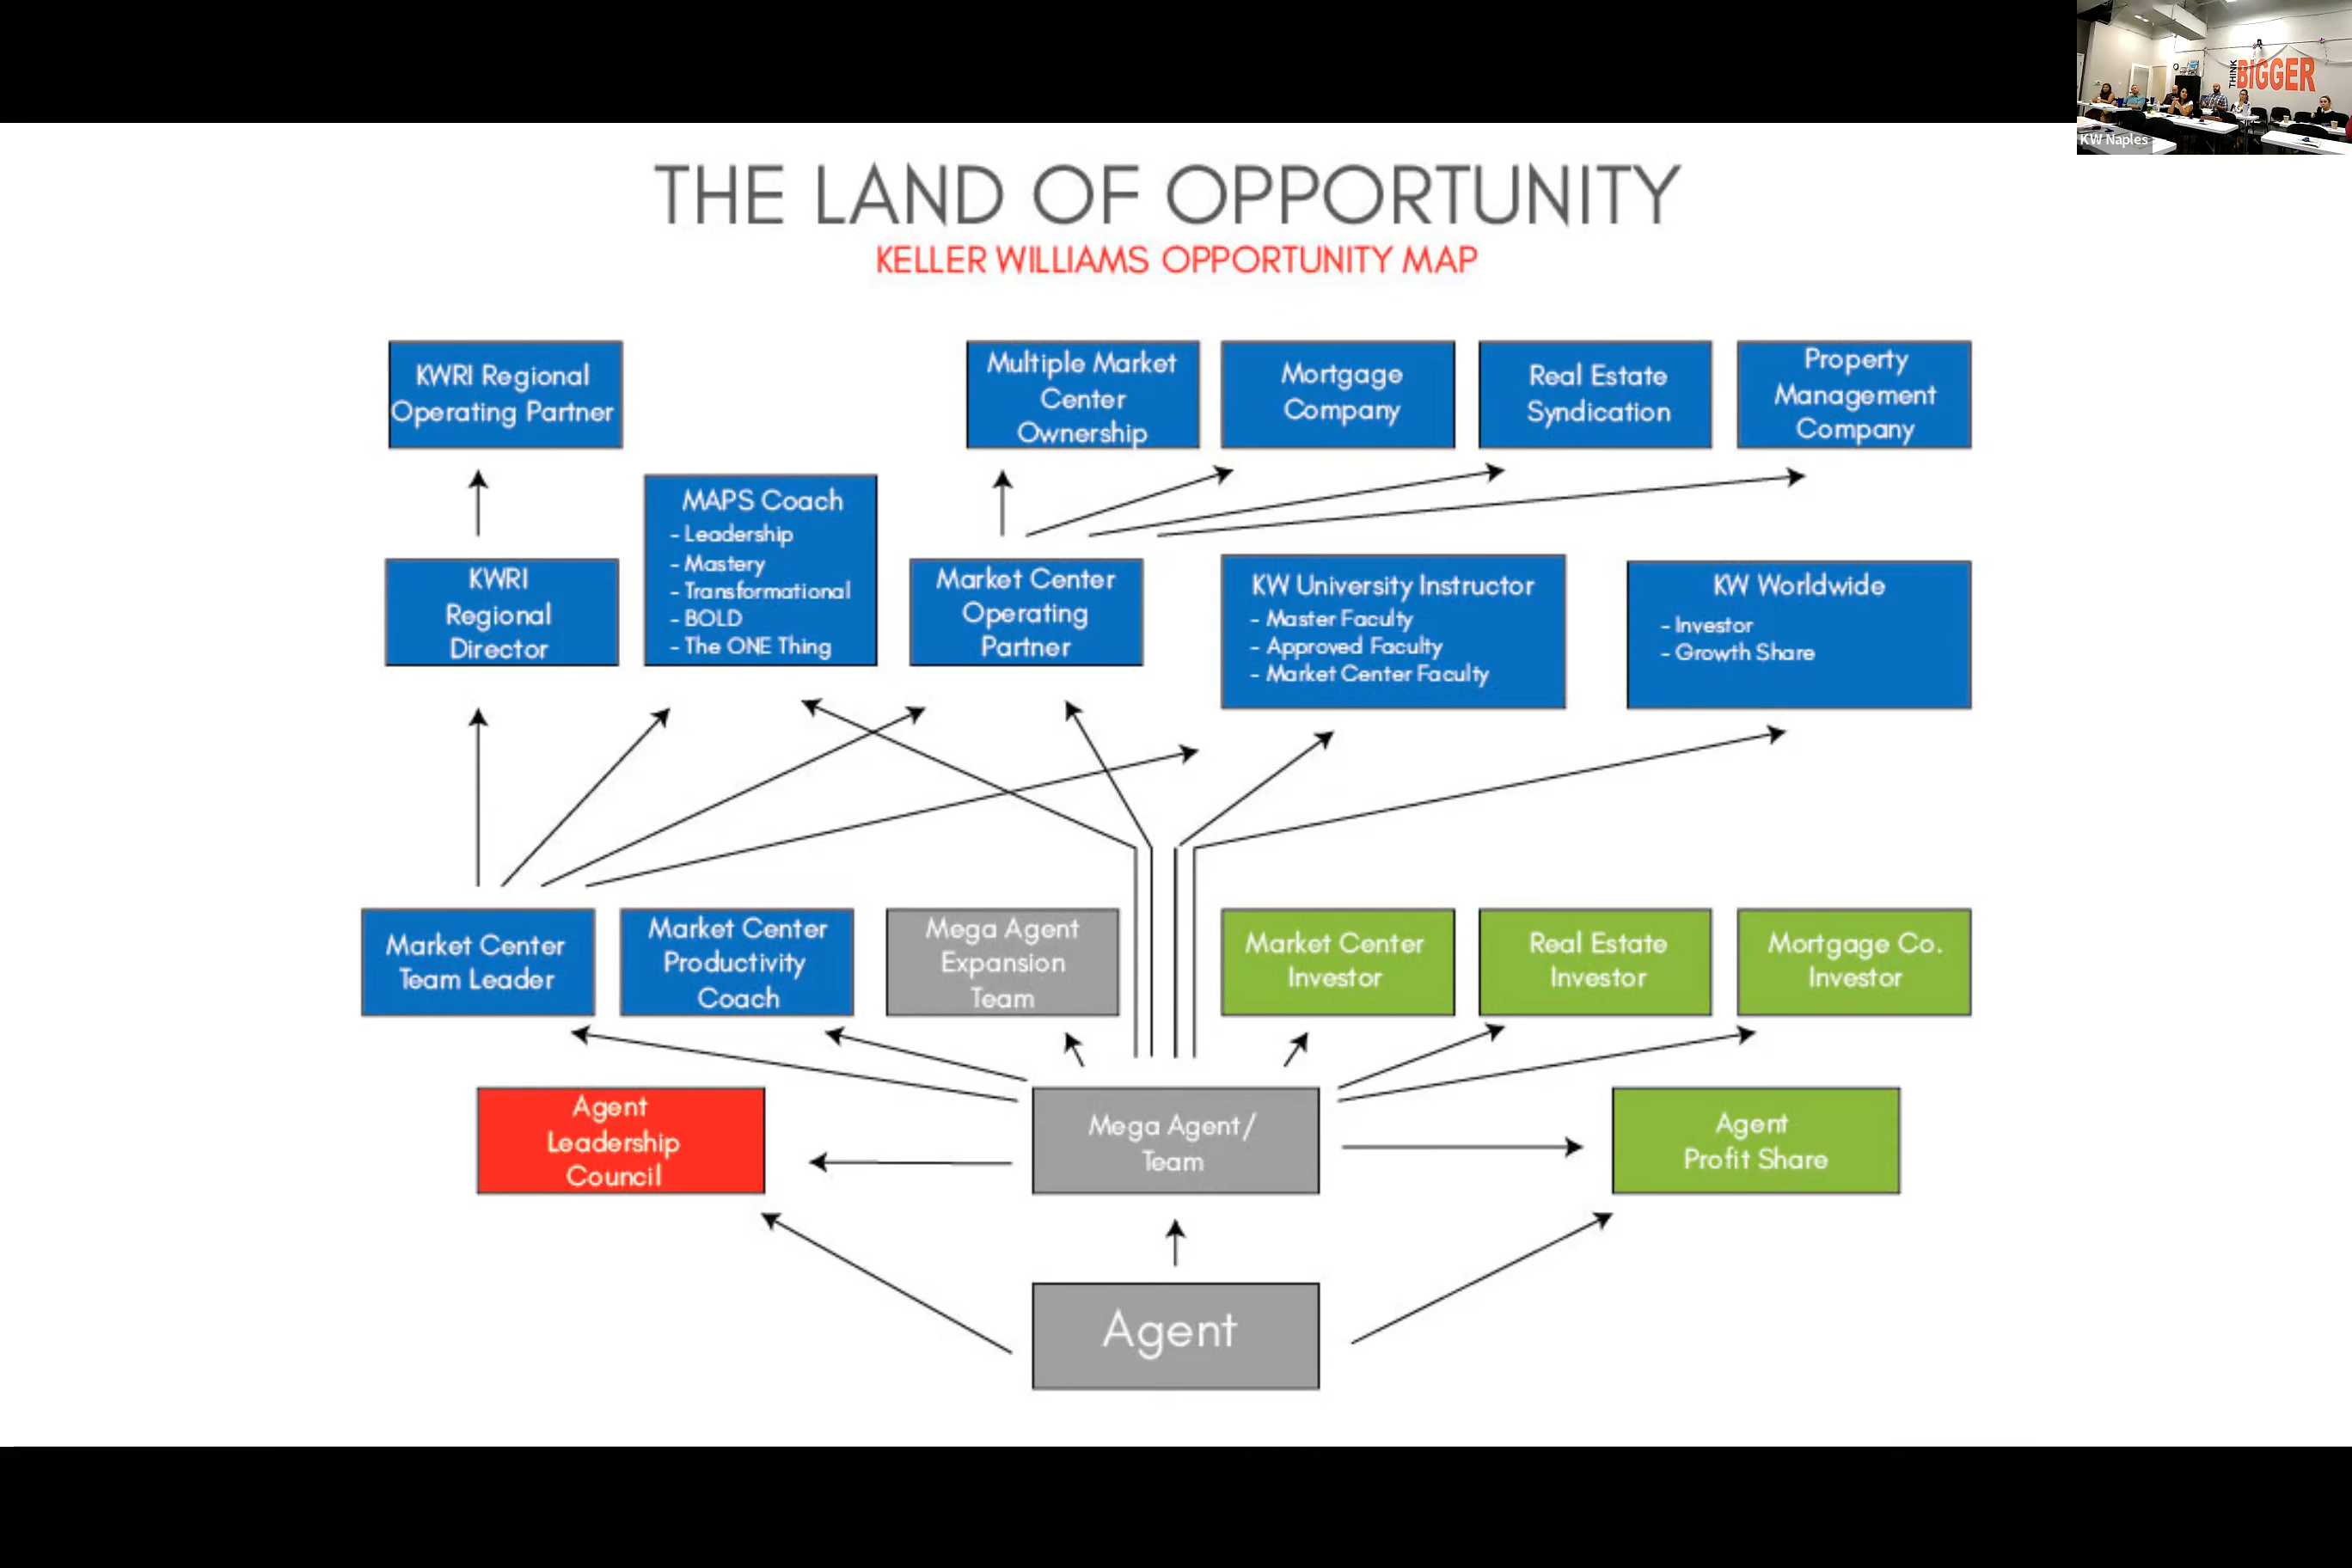 THINK
BIGGER
KW Naples
THE LAND OF OPPORTUNITY
KELLER WILLIAMS OPPORTUNITY MAP
KWRI Regional
Operating Partner
Multiple Market
Center
Ownership
Mortgage
Company
Real Estate
Syndication
Property
Management
Company
KWRI
Regional
Director
MAPS Coach
- Leadership
- Mastery
- Transformational
- BOLD
- The ONE Thing
Market Center
Operating
Partner
KW University Instructor
- Master Faculty
- Approved Faculty
- Market Center Faculty
KW Worldwide
- Investor
- Growth Share
Market Center
Team Leader
Market Center
Productivity
Coach
Mega Agent
Expansion
Team
Market Center
Investor
Real Estate
Investor
Mortgage Co.
Investor
Agent
Leadership
Council
Mega Agent/
Team
Agent
Profit Share
Agent